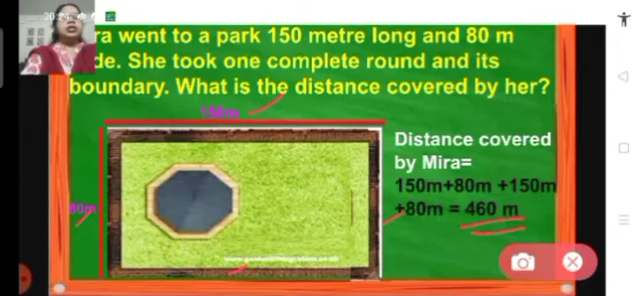 ra went to a park 150 metre long and 80 m
de. She took one complete round and its
boundary. What is the distance covered by her?
150m
Distance covered
by Mira=
150m+80m +150m
+80m = 460 m
80m